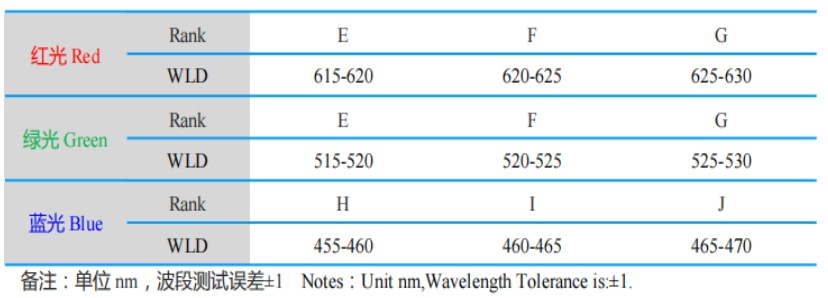 红光 Red
Rank E F G
WLD 615-620 620-625 625-630
绿光 Green
Rank E F G
WLD 515-520 520-525 525-530
蓝光 Blue
Rank H I J
WLD 455-460 460-465 465-470
备注：单位 nm，波段测试误差±1 Notes：Unit nm,Wavelength Tolerance is:±1.